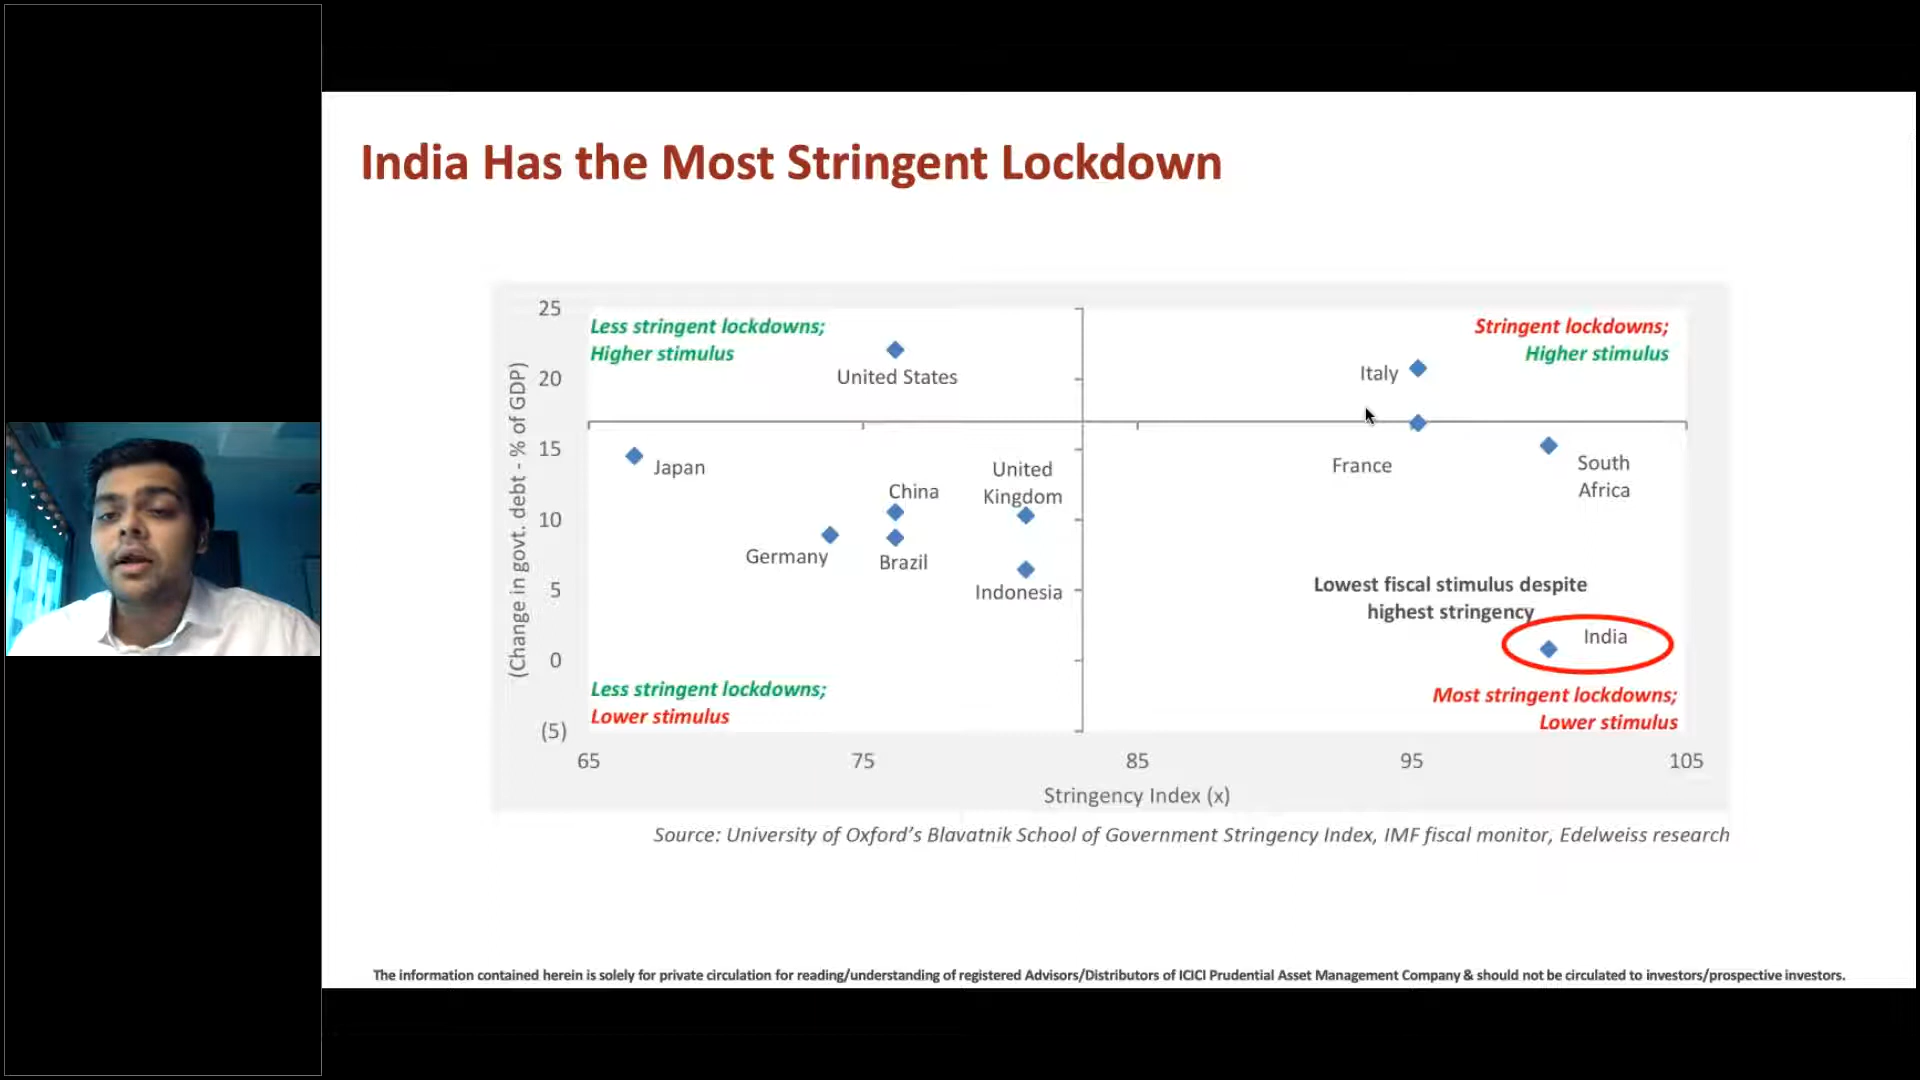 India Has the Most Stringent Lockdown
(Change in govt. debt - % of GDP)
25
20
15
10
5
0
(5)
Less stringent lockdowns;
Higher stimulus
Stringent lockdowns;
Higher stimulus
United States
Italy
Japan
China
United
Kingdom
France
South
Africa
Germany
Brazil
Indonesia
Lowest fiscal stimulus despite
highest stringency
India
Less stringent lockdowns;
Lower stimulus
Most stringent lockdowns;
Lower stimulus
65
75
85
95
105
Stringency Index (x)
Source: University of Oxford's Blavatnik School of Government Stringency Index, IMF fiscal monitor, Edelweiss research
The information contained herein is solely for private circulation for reading/understanding of registered Advisors/Distributors of ICICI Prudential Asset Management Company & should not be circulated to investors/prospective investors.